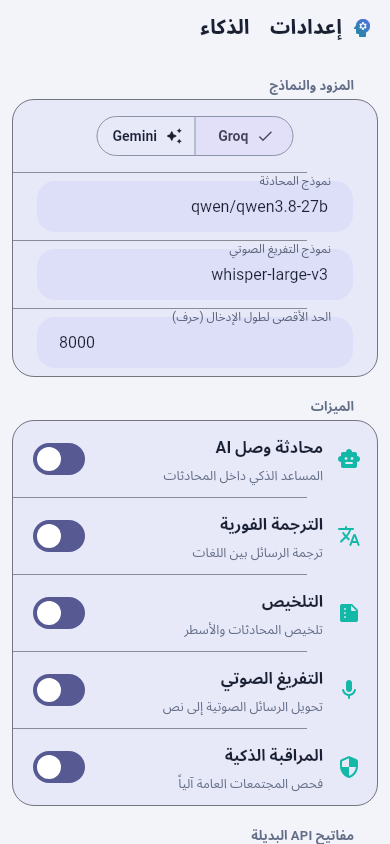 إعدادات الذكاء
المزود والنماذج
Groq
Gemini
نموذج المحادثة
qwen/qwen3.8-27b
نموذج التفريغ الصوتي
whisper-large-v3
الحد الأقصى لطول الإدخال (حرف)
8000
الميزات
محادثة وصل AI
المساعد الذكي داخل المحادثات
الترجمة الفورية
ترجمة الرسائل بين اللغات
التلخيص
تلخيص المحادثات والأسطر
التفريغ الصوتي
تحويل الرسائل الصوتية إلى نص
المراقبة الذكية
فحص المجتمعات العامة آلياً
مفاتيح API البديلة